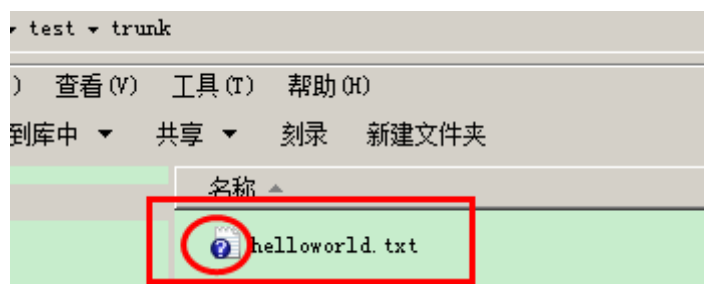 test trunk
) 查看(V) 工具(T) 帮助(H)
到库中 共享 刻录 新建文件夹
名称
helloworld.txt